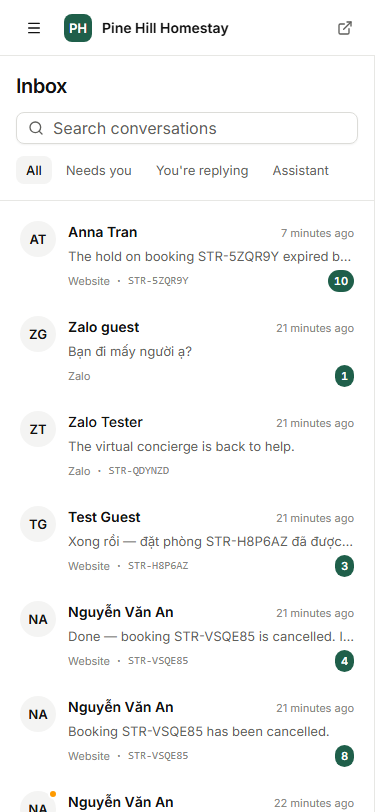 PH Pine Hill Homestay
Inbox
Search conversations
All Needs you You're replying Assistant
AT Anna Tran 7 minutes ago
The hold on booking STR-5ZQR9Y expired b...
Website · STR-5ZQR9Y 10
ZG Zalo guest 21 minutes ago
Bạn đi mấy người ạ?
Zalo 1
ZT Zalo Tester 21 minutes ago
The virtual concierge is back to help.
Zalo · STR-QDYNZD
TG Test Guest 21 minutes ago
Xong rồi — đặt phòng STR-H8P6AZ đã được...
Website · STR-H8P6AZ 3
NA Nguyễn Văn An 21 minutes ago
Done — booking STR-VSQE85 is cancelled. I...
Website · STR-VSQE85 4
NA Nguyễn Văn An 21 minutes ago
Booking STR-VSQE85 has been cancelled.
Website · STR-VSQE85 8
NA Nguyễn Văn An 22 minutes ago